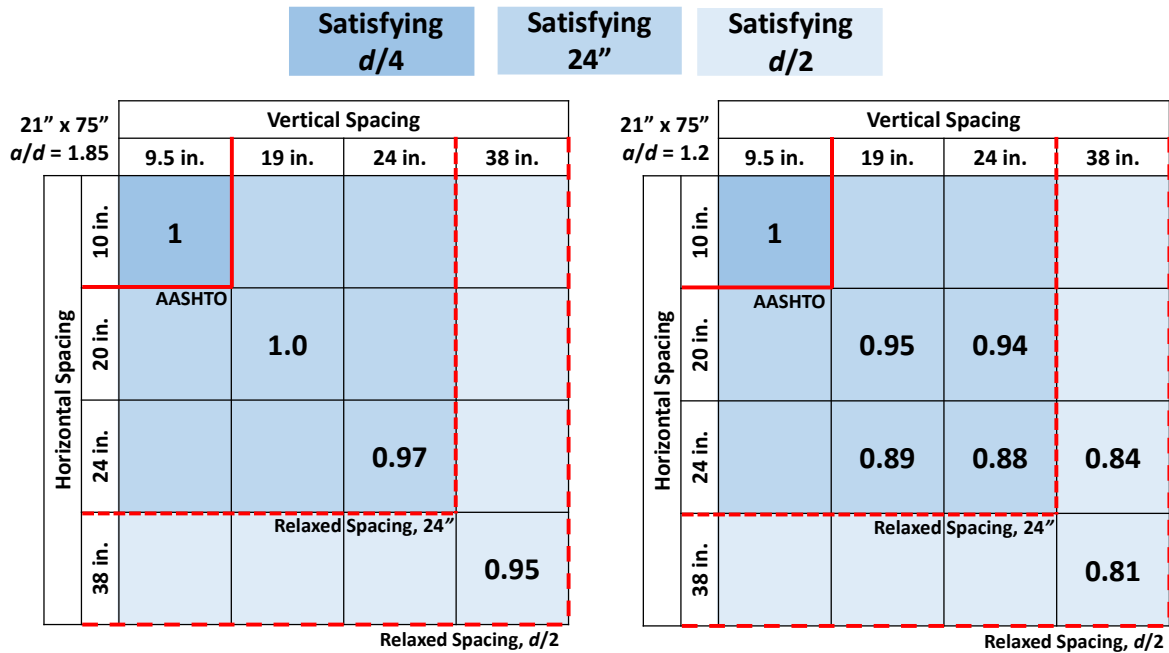 Satisfying
d/4
Satisfying
24”
Satisfying
d/2
21” x 75”
a/d = 1.85
Vertical Spacing
9.5 in. 19 in. 24 in. 38 in.
Horizontal Spacing
10 in.
1
AASHTO
20 in.
1.0
24 in.
0.97
Relaxed Spacing, 24”
38 in.
0.95
Relaxed Spacing, d/2
21” x 75”
a/d = 1.2
Vertical Spacing
9.5 in. 19 in. 24 in. 38 in.
Horizontal Spacing
10 in.
1
AASHTO
20 in.
0.95 0.94
24 in.
0.89 0.88 0.84
Relaxed Spacing, 24”
38 in.
0.81
Relaxed Spacing, d/2